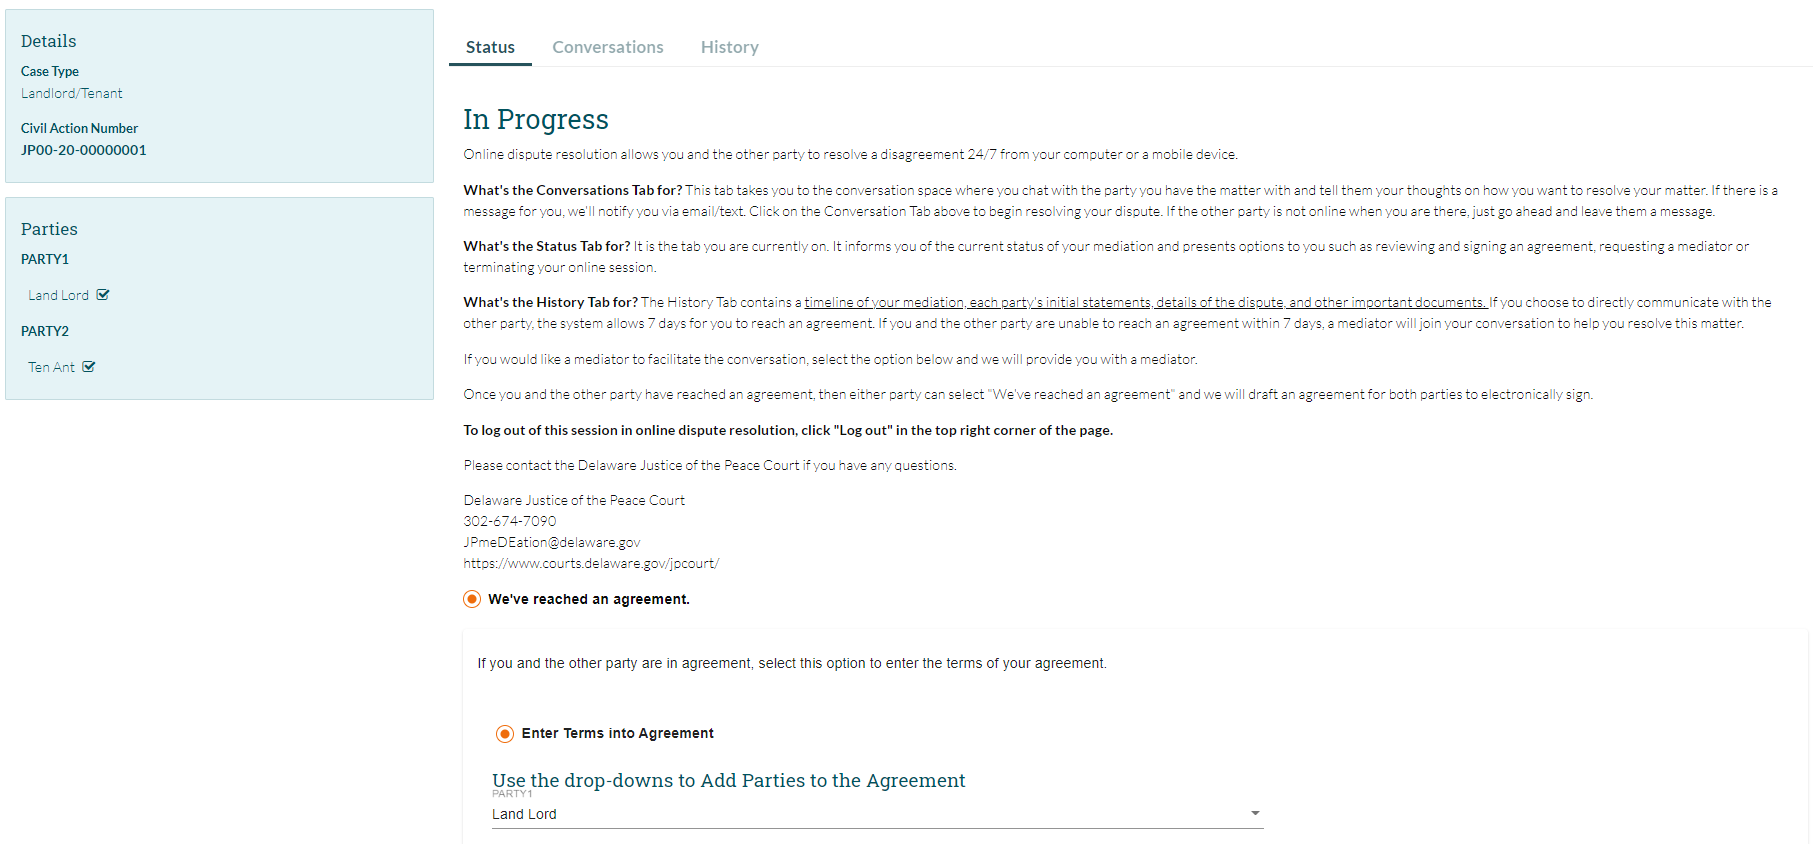 Details
Case Type
Landlord/Tenant
Civil Action Number
JP00-20-00000001
Parties
PARTY1
Land Lord
PARTY2
Ten Ant
Status Conversations History
In Progress
Online dispute resolution allows you and the other party to resolve a disagreement 24/7 from your computer or a mobile device.
What's the Conversations Tab for? This tab takes you to the conversation space where you chat with the party you have the matter with and tell them your thoughts on how you want to resolve your matter. If there is a
message for you, we'll notify you via email/text. Click on the Conversation Tab above to begin resolving your dispute. If the other party is not online when you are there, just go ahead and leave them a message.
What's the Status Tab for? It is the tab you are currently on. It informs you of the current status of your mediation and presents options to you such as reviewing and signing an agreement, requesting a mediator or
terminating your online session.
What's the History Tab for? The History Tab contains a timeline of your mediation, each party's initial statements, details of the dispute, and other important documents. If you choose to directly communicate with the
other party, the system allows 7 days for you to reach an agreement. If you and the other party are unable to reach an agreement within 7 days, a mediator will join your conversation to help you resolve this matter.
If you would like a mediator to facilitate the conversation, select the option below and we will provide you with a mediator.
Once you and the other party have reached an agreement, then either party can select "We've reached an agreement" and we will draft an agreement for both parties to electronically sign.
To log out of this session in online dispute resolution, click "Log out" in the top right corner of the page.
Please contact the Delaware Justice of the Peace Court if you have any questions.
Delaware Justice of the Peace Court
302-674-7090
JPmeDEation@delaware.gov
https://www.courts.delaware.gov/jpcourt/
We've reached an agreement.
If you and the other party are in agreement, select this option to enter the terms of your agreement.
Enter Terms into Agreement
Use the drop-downs to Add Parties to the Agreement
PARTY1
Land Lord